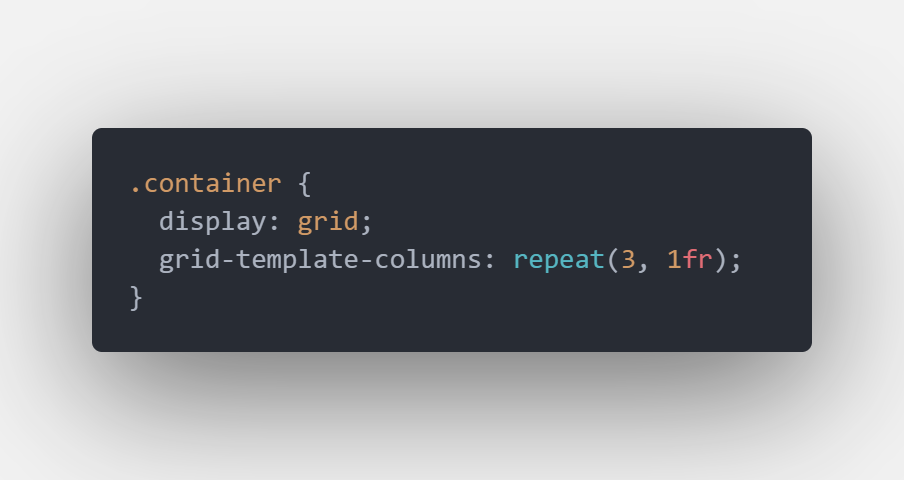 .container {
  display: grid;
  grid-template-columns: repeat(3, 1fr);
}